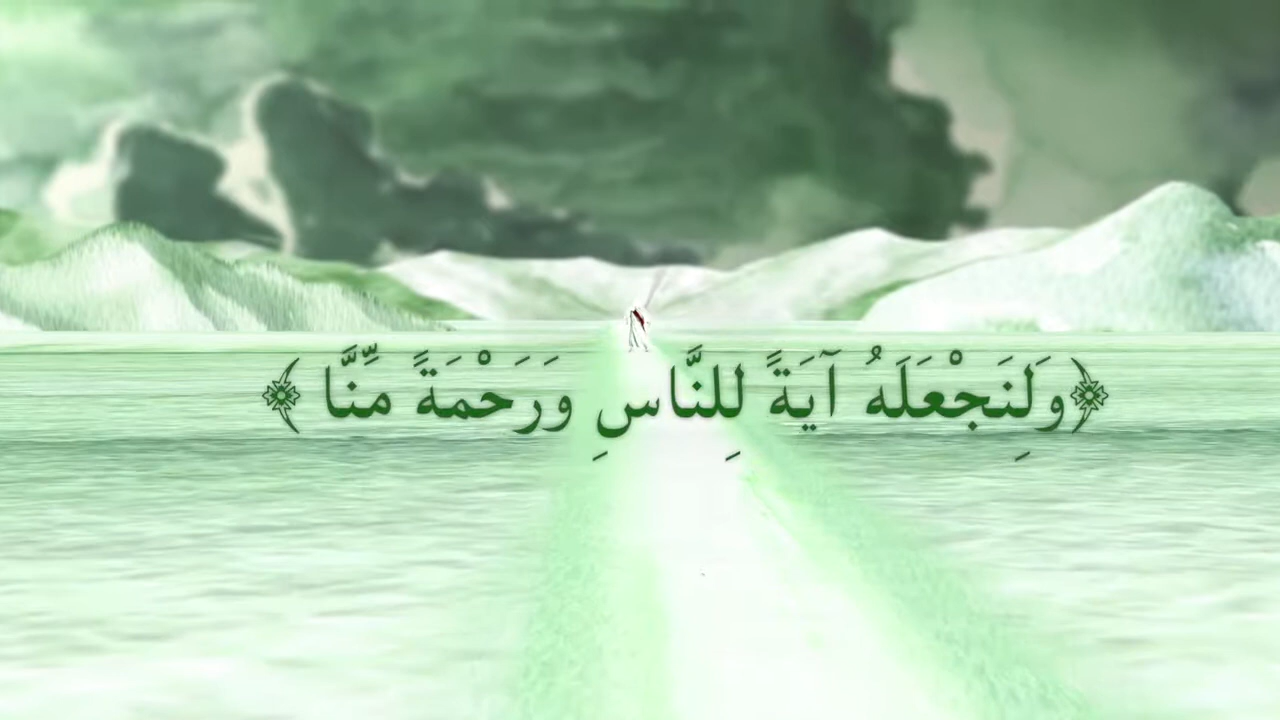 ﴿وَلِنَجْعَلَهُ آيَةً لِلنَّاسِ وَرَحْمَةً مِّنَّا﴾